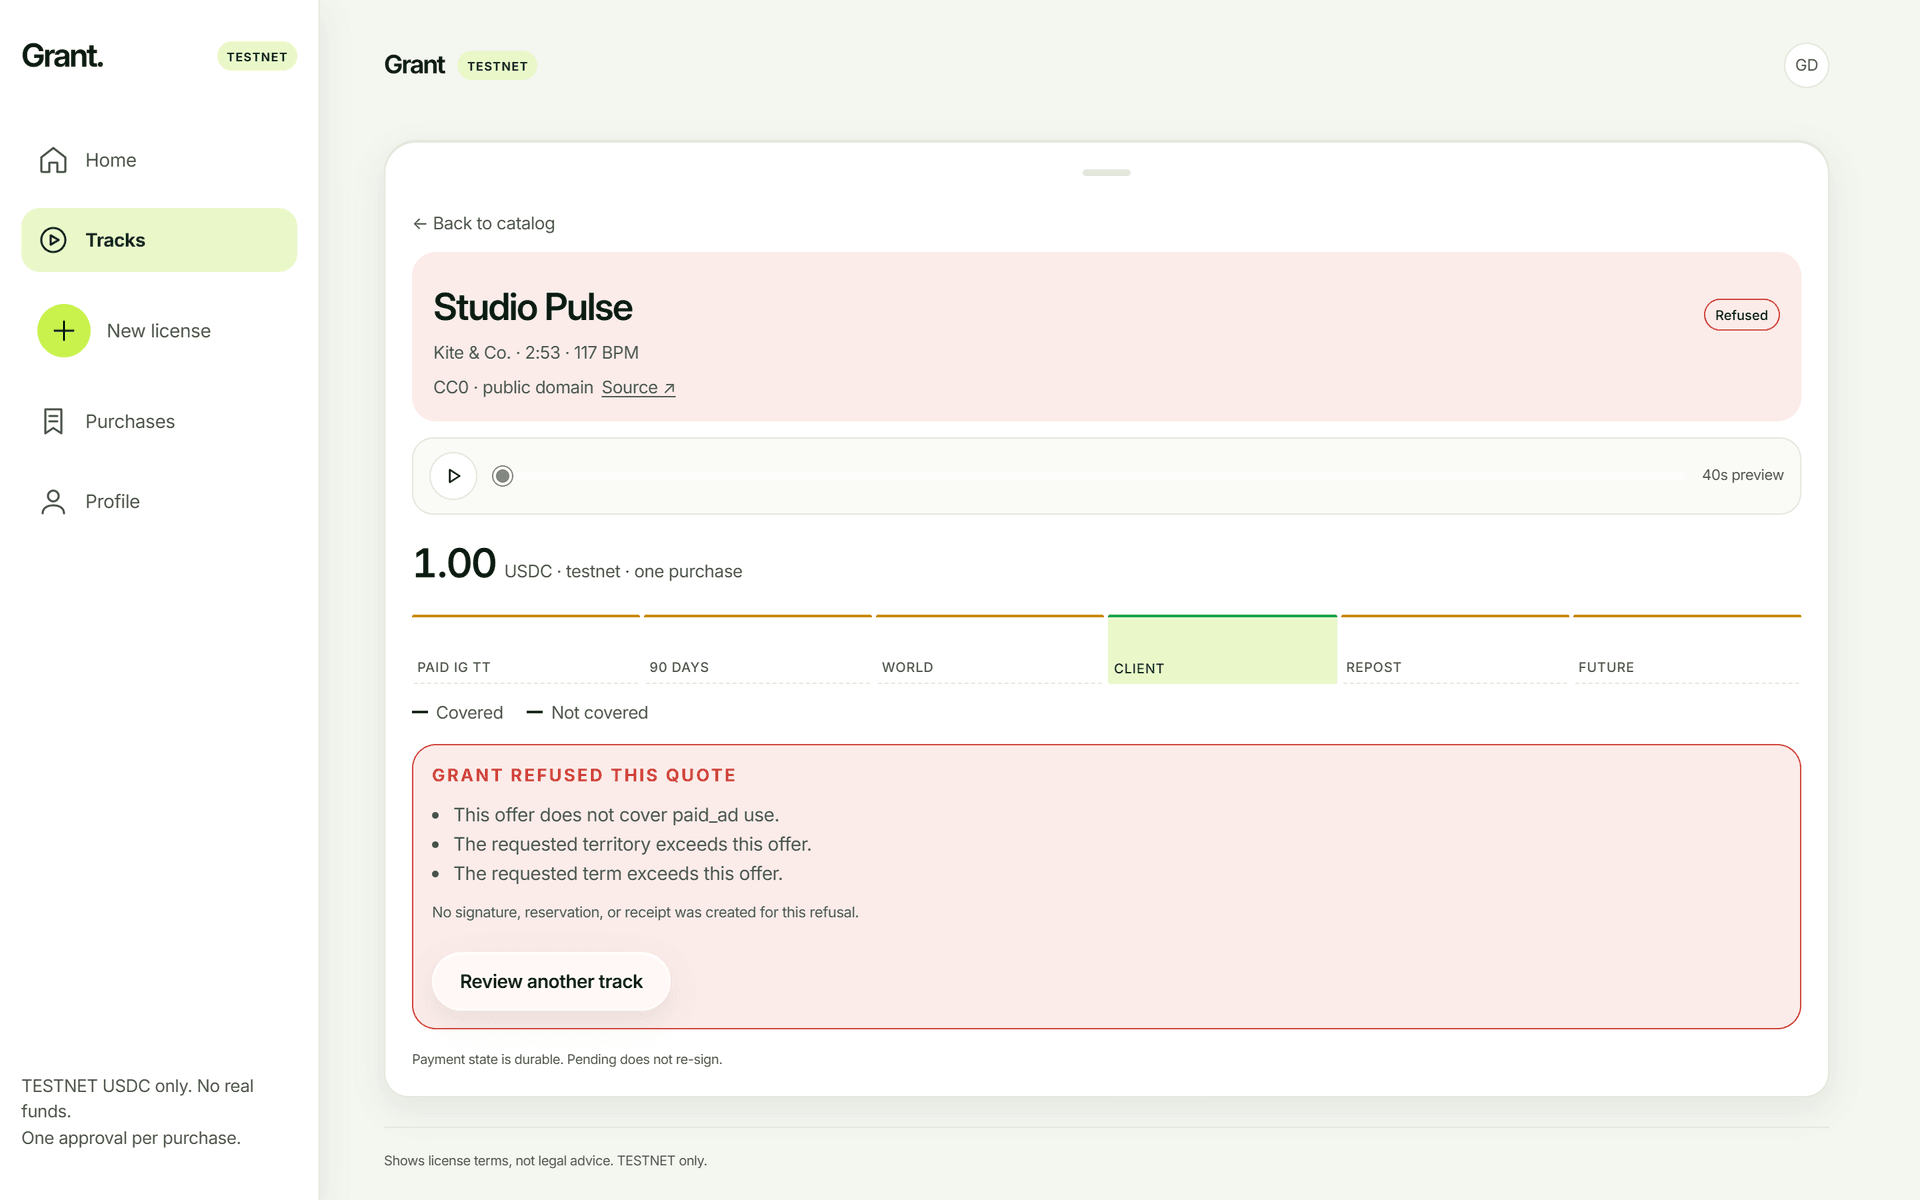 Grant.
TESTNET
Home
Tracks
New license
Purchases
Profile
TESTNET USDC only. No real
funds.
One approval per purchase.
Grant TESTNET
GD
← Back to catalog
Studio Pulse
Refused
Kite & Co. · 2:53 · 117 BPM
CC0 · public domain Source ↗
40s preview
1.00 USDC · testnet · one purchase
PAID IG TT
90 DAYS
WORLD
CLIENT
REPOST
FUTURE
Covered
Not covered
GRANT REFUSED THIS QUOTE
• This offer does not cover paid_ad use.
• The requested territory exceeds this offer.
• The requested term exceeds this offer.
No signature, reservation, or receipt was created for this refusal.
Review another track
Payment state is durable. Pending does not re-sign.
Shows license terms, not legal advice. TESTNET only.